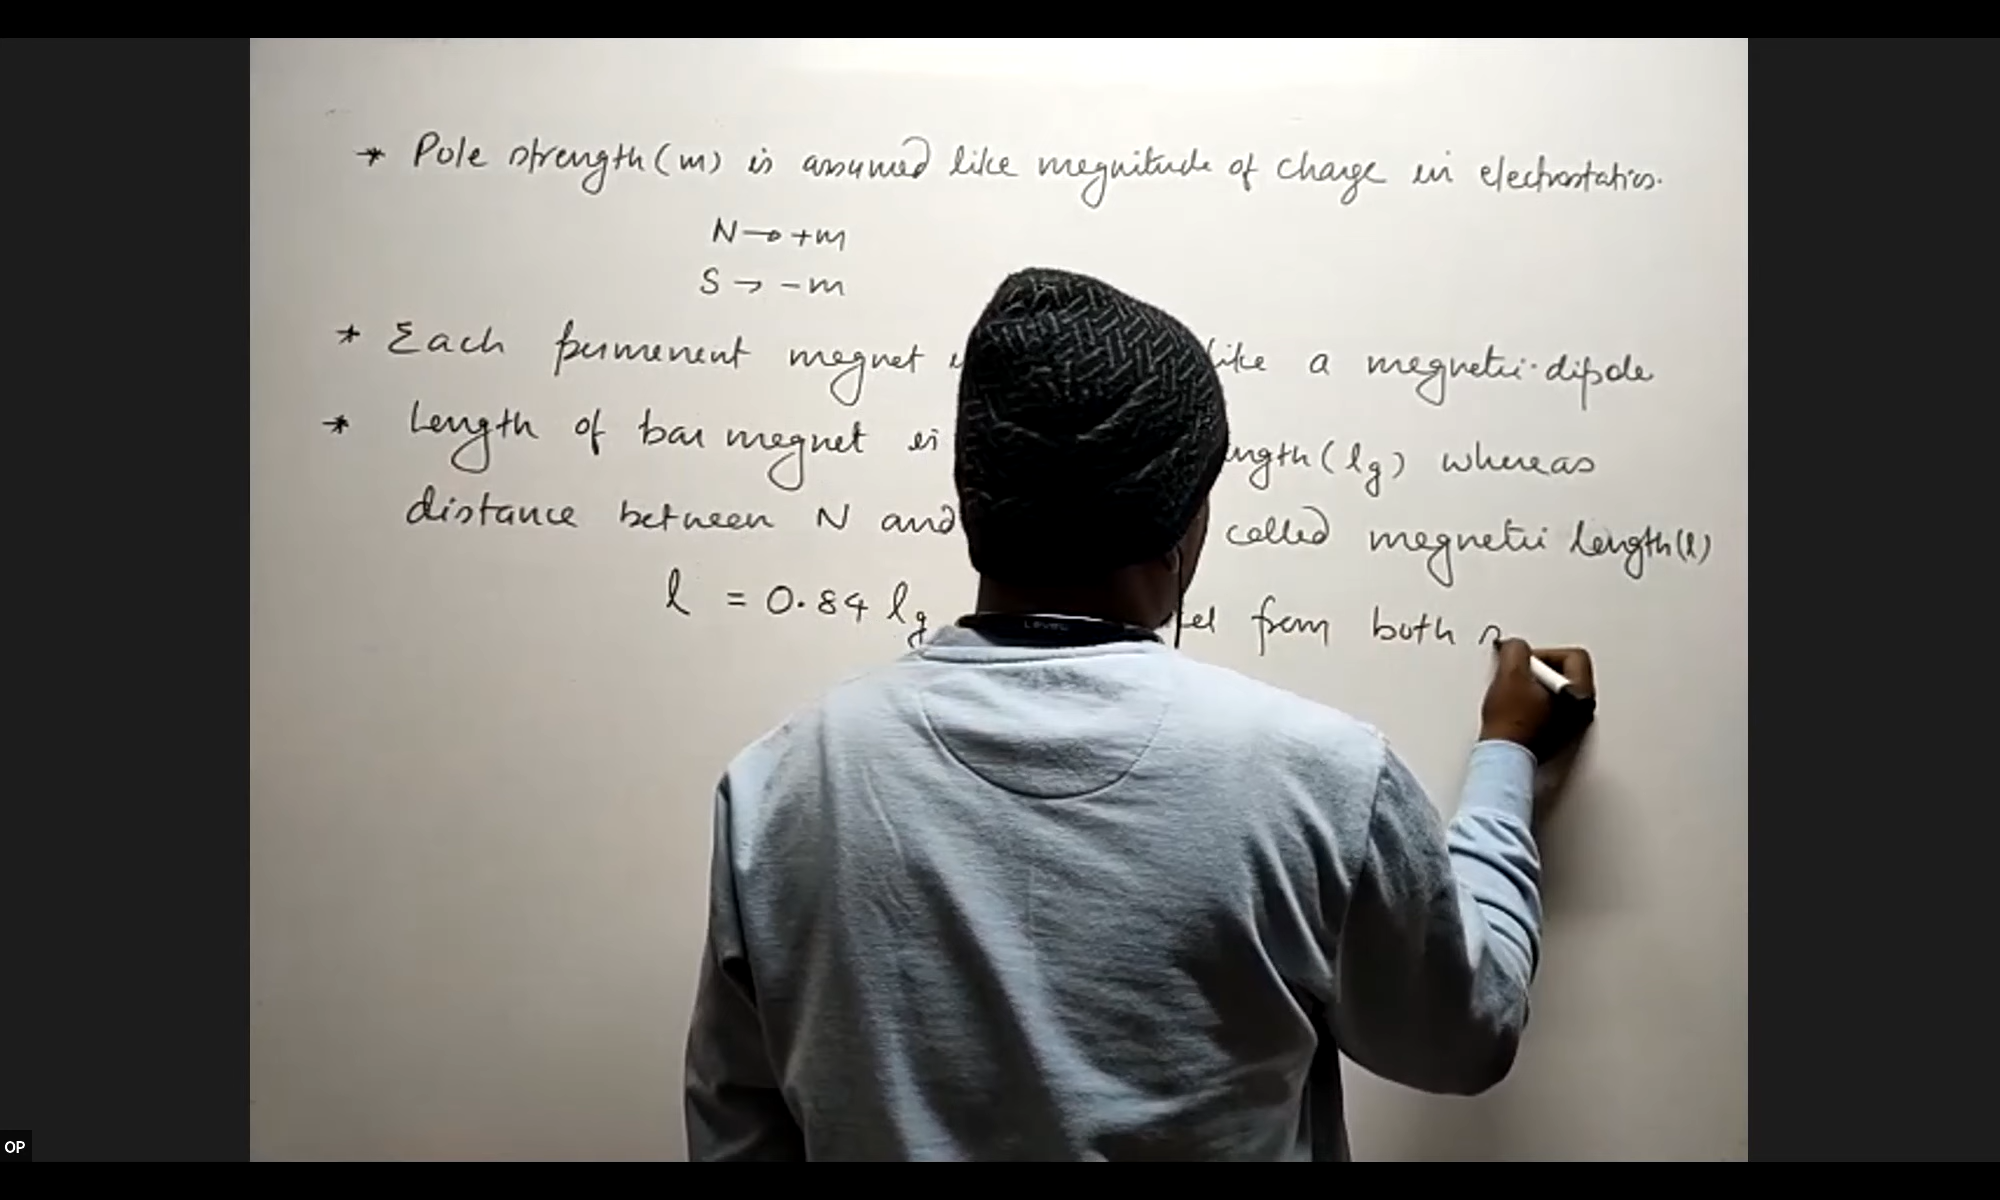 * Pole strength (m) is assumed like megnitude of charge in electrostatics.
N → +m
S → -m
* Each permenent megnet like a megnetic dipole
* Length of bar megnet is (lg) whereas
distance between N and called megnetic length (l)
l = 0.84 lg from both
LEVEL
OP